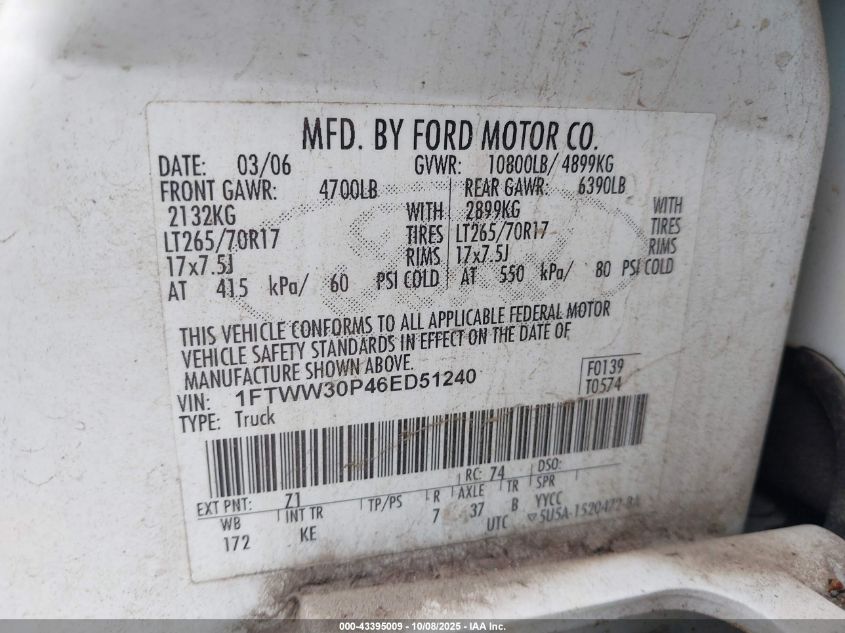 MFD. BY FORD MOTOR CO.
DATE: 03/06 GVWR: 10800LB/ 4899KG
FRONT GAWR: 4700LB REAR GAWR: 6390LB
2132KG WITH 2899KG WITH
LT265/70R17 TIRES LT265/70R17 TIRES
17x7.5J RIMS 17x7.5J RIMS
AT 415 kPa/ 60 PSI COLD AT 550 kPa/ 80 PSI COLD
THIS VEHICLE CONFORMS TO ALL APPLICABLE FEDERAL MOTOR
VEHICLE SAFETY STANDARDS IN EFFECT ON THE DATE OF
MANUFACTURE SHOWN ABOVE.
VIN: 1FTWW30P46ED51240 F0139
TYPE: Truck T0574
EXT PNT: Z1 RC: 74 DSO:
WB INT TR TP/PS R AXLE TR SPR
172 KE 7 37 B YYCC
UTC
000-43395009 - 10/08/2025 - IAA Inc.